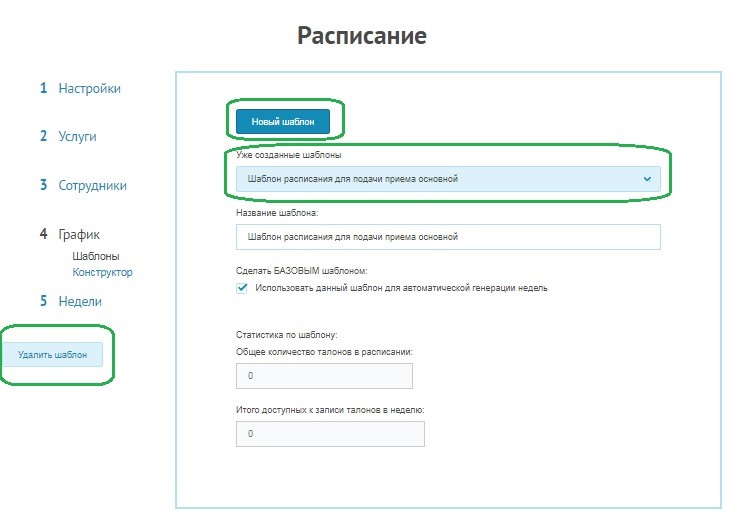 Расписание
1 Настройки
2 Услуги
3 Сотрудники
4 График
Шаблоны
Конструктор
5 Недели
Удалить шаблон
Новый шаблон
Уже созданные шаблоны
Шаблон расписания для подачи приема основной
Название шаблона:
Шаблон расписания для подачи приема основной
Сделать БАЗОВЫМ шаблоном:
Использовать данный шаблон для автоматической генерации недель
Статистика по шаблону:
Общее количество талонов в расписании:
0
Итого доступных к записи талонов в неделю:
0